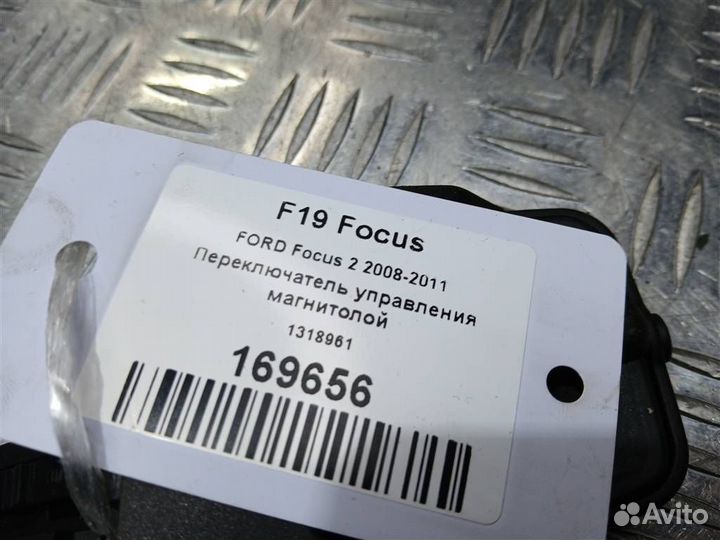 F19 Focus
FORD Focus 2 2008-2011
Переключатель управления
магнитолой
1318961
169656
Avito